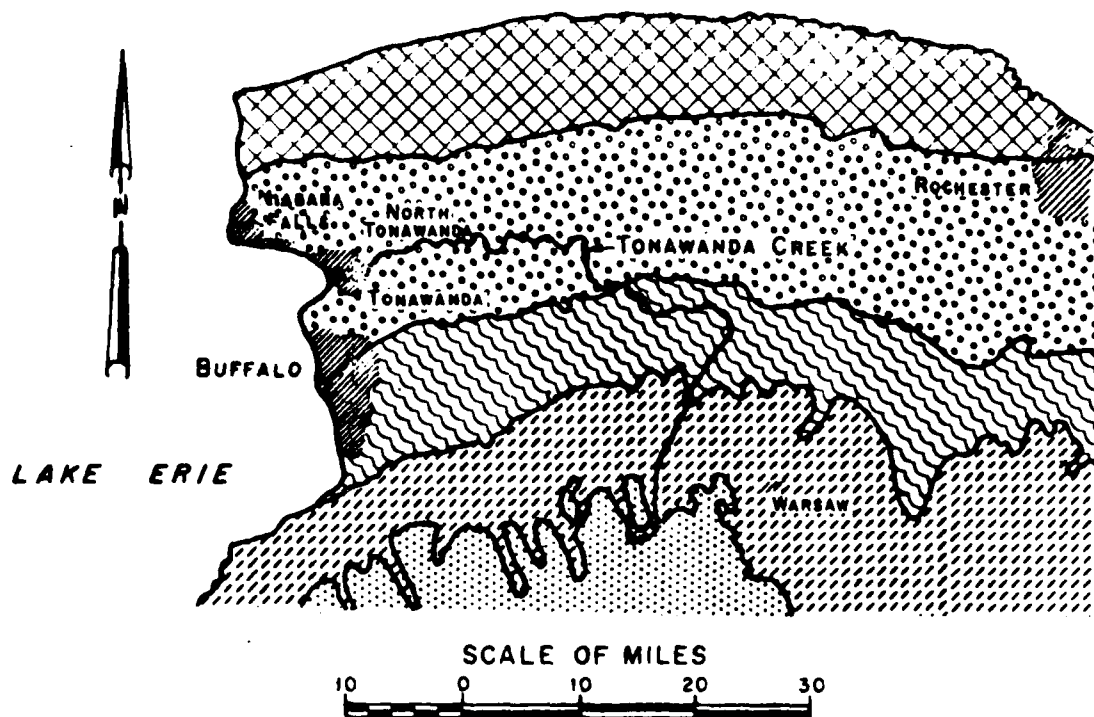 N
ROCHESTER
NIAGARA
FALLS
NORTH
TONAWANDA
TONAWANDA CREEK
TONAWANDA
BUFFALO
LAKE ERIE
WARSAW
SCALE OF MILES
10 0 10 20 30